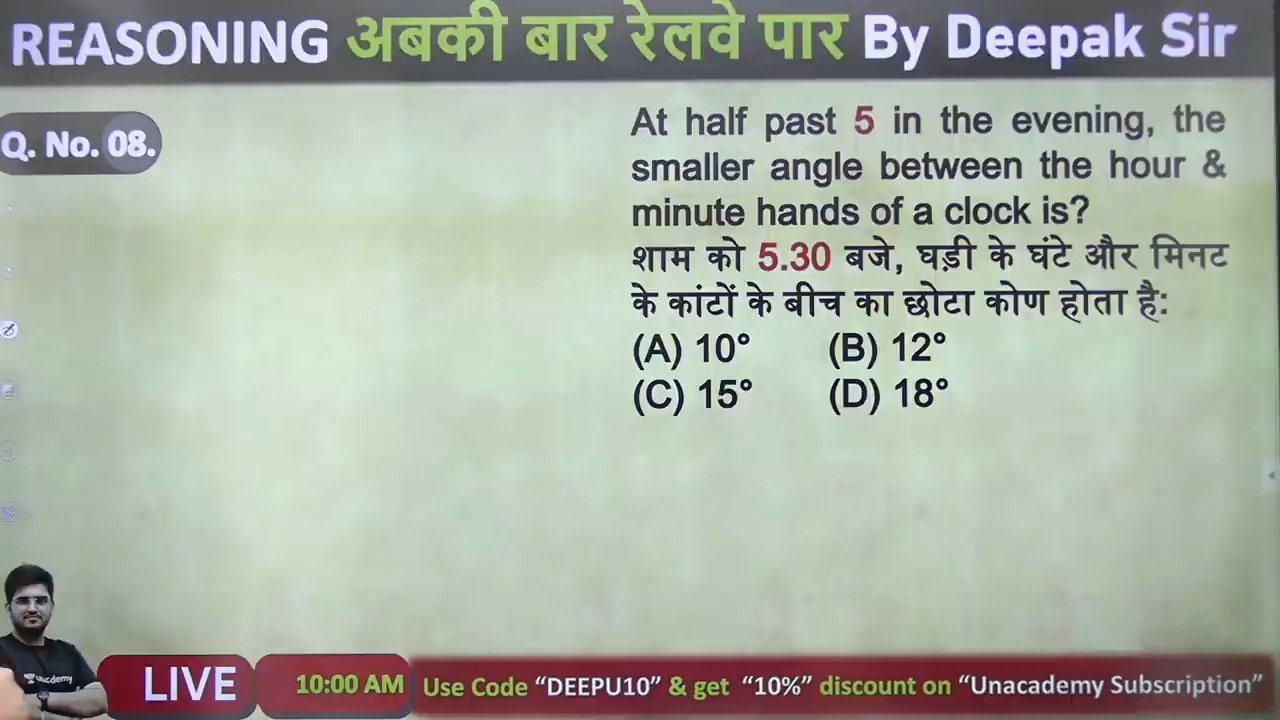 REASONING अबकी बार रेलवे पार By Deepak Sir
Q. No. 08.
At half past 5 in the evening, the
smaller angle between the hour &
minute hands of a clock is?
शाम को 5.30 बजे, घड़ी के घंटे और मिनट
के कांटों के बीच का छोटा कोण होता है:
(A) 10° (B) 12°
(C) 15° (D) 18°
unacademy
LIVE 10:00 AM Use Code “DEEPU10” & get “10%” discount on “Unacademy Subscription”